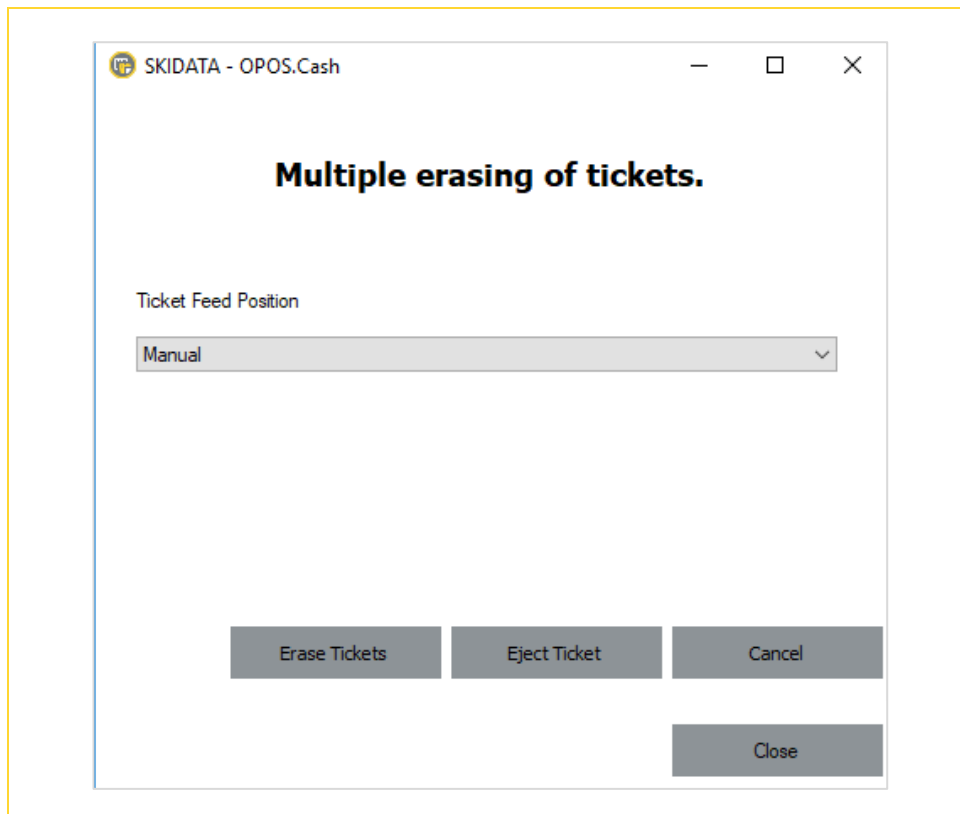 SKIDATA - OPOS.Cash
Multiple erasing of tickets.
Ticket Feed Position
Manual
Erase Tickets
Eject Ticket
Cancel
Close